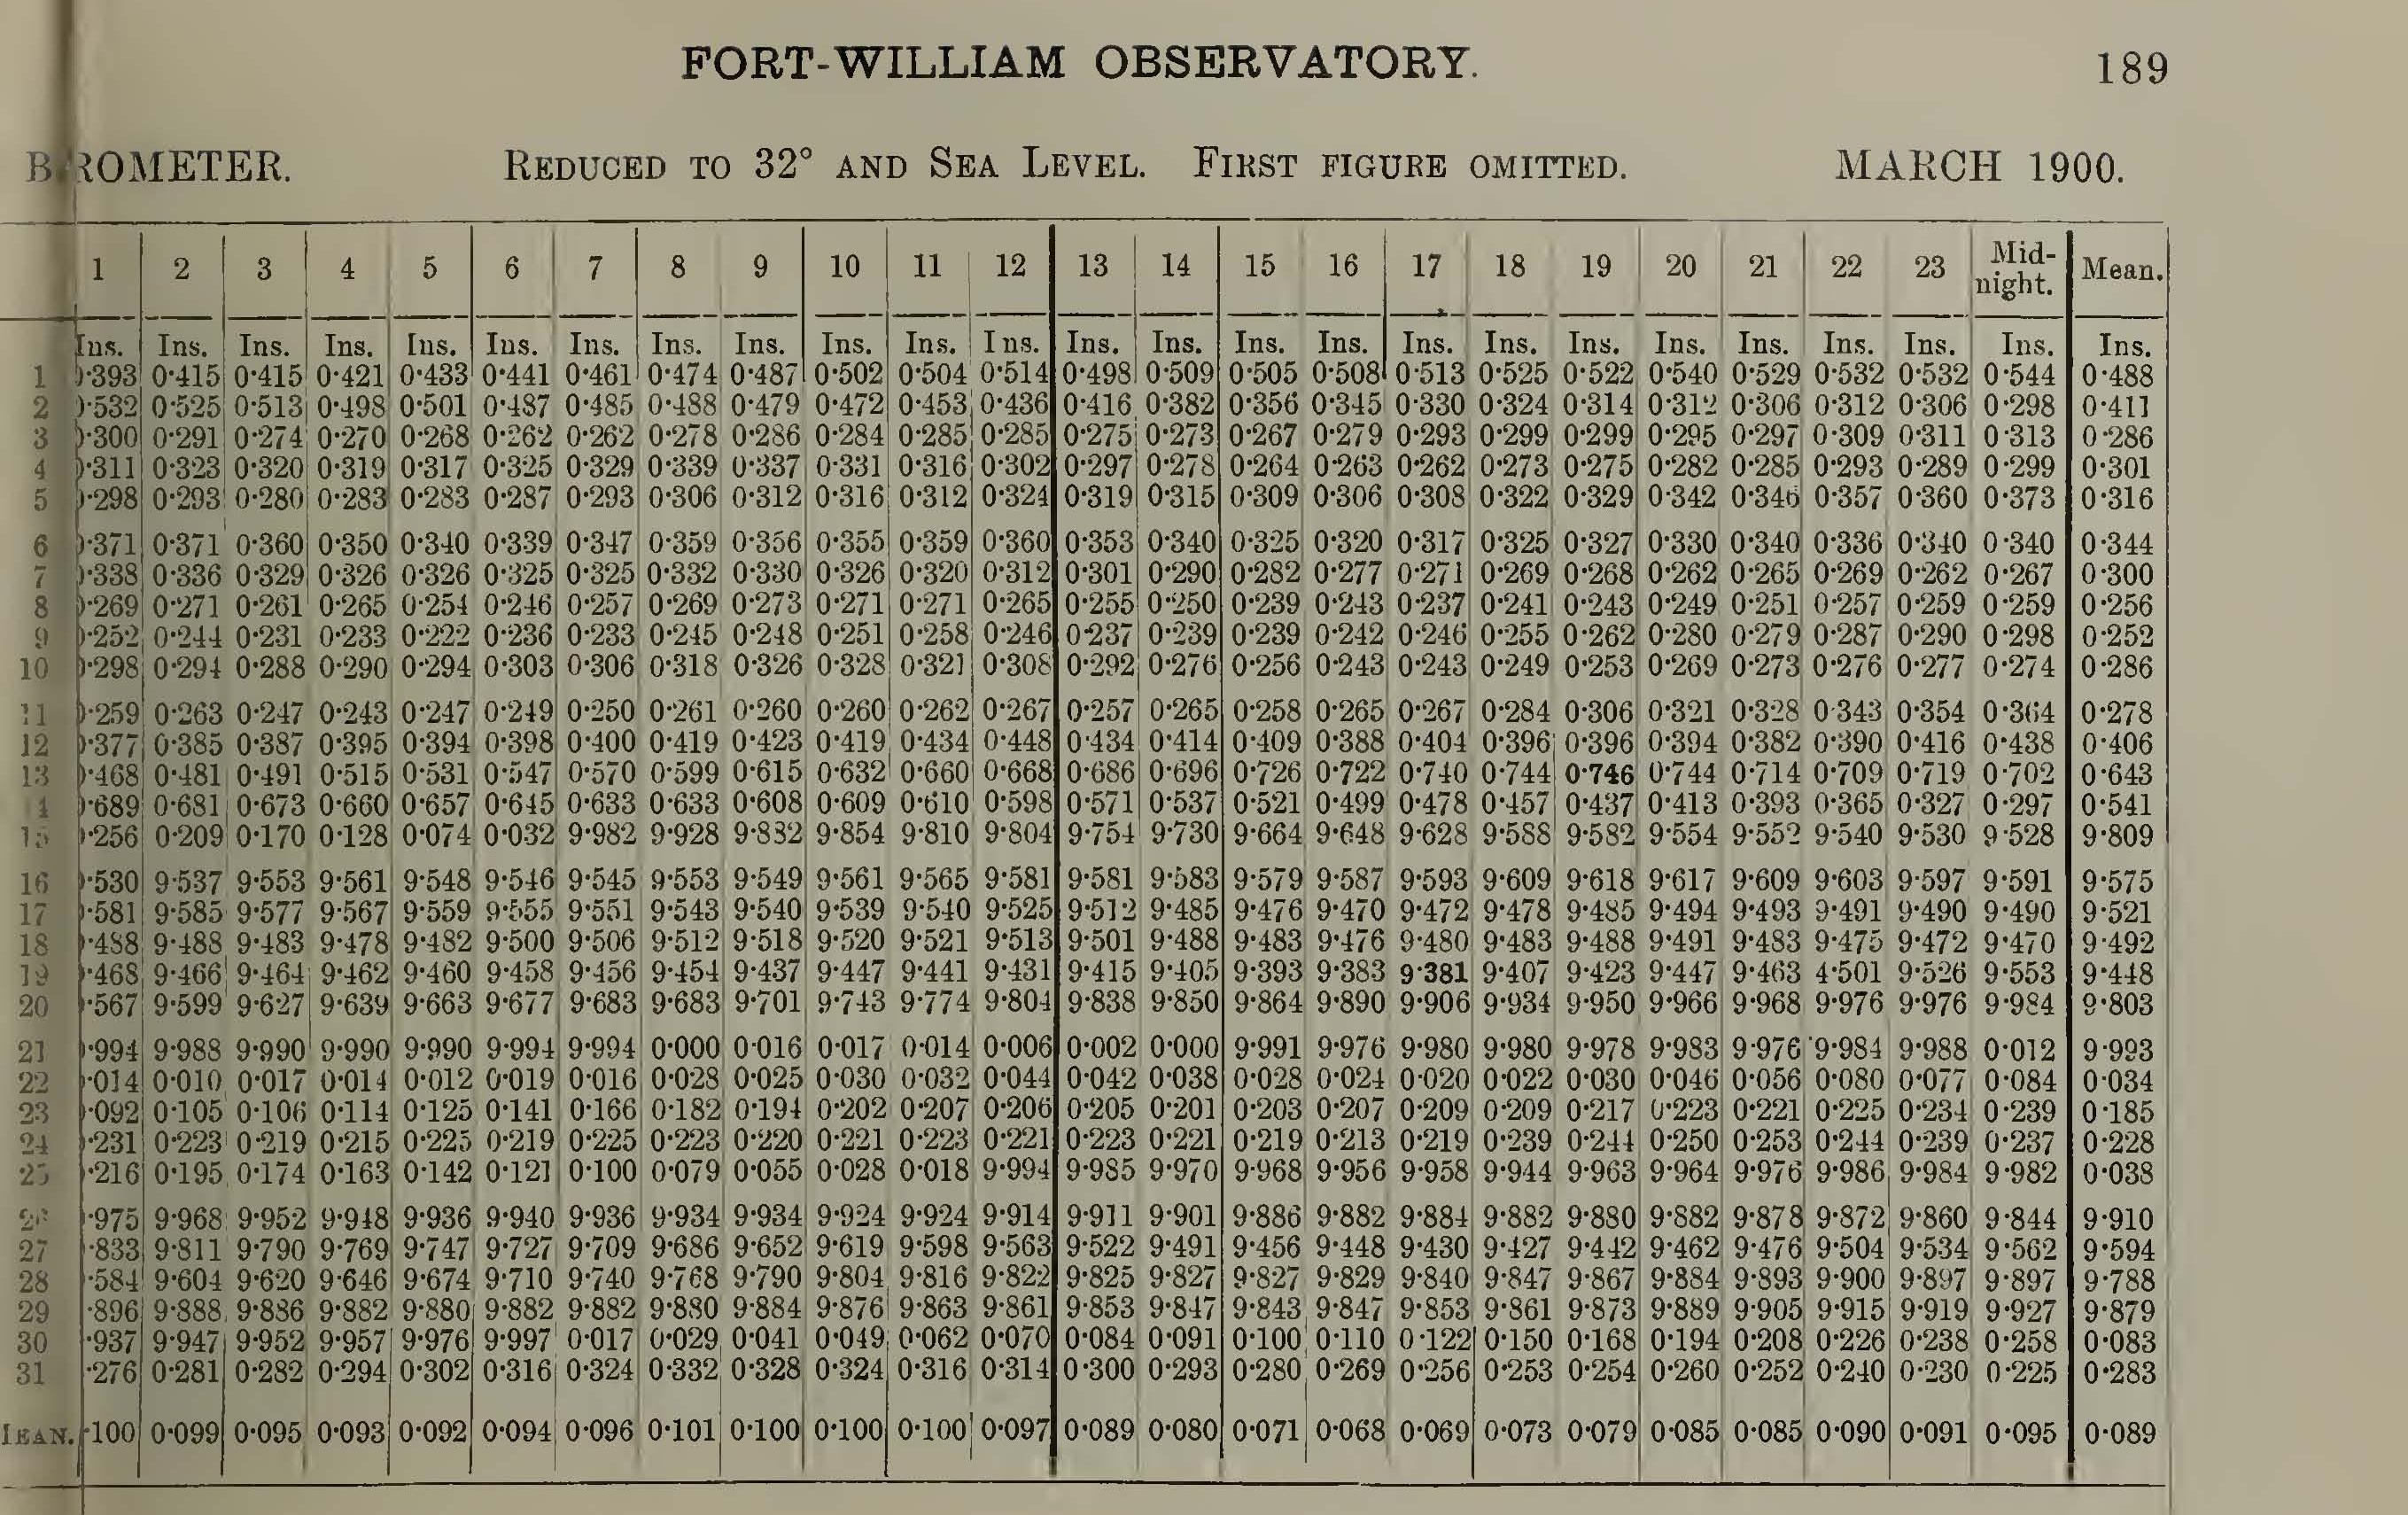 FORT-WILLIAM OBSERVATORY. 189
BAROMETER. REDUCED TO 32° AND SEA LEVEL. FIRST FIGURE OMITTED. MARCH 1900.
1 2 3 4 5 6 7 8 9 10 11 12 13 14 15 16 17 18 19 20 21 22 23 Mid-night. Mean.
Ins. Ins. Ins. Ins. Ins. Ins. Ins. Ins. Ins. Ins. Ins. Ins. Ins. Ins. Ins. Ins. Ins. Ins. Ins. Ins. Ins. Ins. Ins. Ins. Ins.
1 ·393 0·415 0·415 0·421 0·433 0·441 0·461 0·474 0·487 0·502 0·504 0·514 0·498 0·509 0·505 0·508 0·513 0·525 0·522 0·540 0·529 0·532 0·532 0·544 0·488
2 ·532 0·525 0·513 0·498 0·501 0·487 0·485 0·488 0·479 0·472 0·453 0·436 0·416 0·382 0·356 0·345 0·330 0·324 0·314 0·312 0·306 0·312 0·306 0·298 0·411
3 ·300 0·291 0·274 0·270 0·268 0·262 0·262 0·278 0·286 0·284 0·285 0·285 0·275 0·273 0·267 0·279 0·293 0·299 0·299 0·295 0·297 0·309 0·311 0·313 0·286
4 ·311 0·323 0·320 0·319 0·317 0·325 0·329 0·339 0·337 0·331 0·316 0·302 0·297 0·278 0·264 0·263 0·262 0·273 0·275 0·282 0·285 0·293 0·289 0·299 0·301
5 ·298 0·293 0·280 0·283 0·283 0·287 0·293 0·306 0·312 0·316 0·312 0·324 0·319 0·315 0·309 0·306 0·308 0·322 0·329 0·342 0·346 0·357 0·360 0·373 0·316
6 ·371 0·371 0·360 0·350 0·340 0·339 0·347 0·359 0·356 0·355 0·359 0·360 0·353 0·340 0·325 0·320 0·317 0·325 0·327 0·330 0·340 0·336 0·340 0·340 0·344
7 ·338 0·336 0·329 0·326 0·326 0·325 0·325 0·332 0·330 0·326 0·320 0·312 0·301 0·290 0·282 0·277 0·271 0·269 0·268 0·262 0·265 0·269 0·262 0·267 0·300
8 ·269 0·271 0·261 0·265 0·254 0·246 0·257 0·269 0·273 0·271 0·271 0·265 0·255 0·250 0·239 0·243 0·237 0·241 0·243 0·249 0·251 0·257 0·259 0·259 0·256
9 ·252 0·244 0·231 0·233 0·222 0·236 0·233 0·245 0·248 0·251 0·258 0·246 0·237 0·239 0·239 0·242 0·246 0·255 0·262 0·280 0·279 0·287 0·290 0·298 0·252
10 ·298 0·294 0·288 0·290 0·294 0·303 0·306 0·318 0·326 0·328 0·321 0·308 0·292 0·276 0·256 0·243 0·243 0·249 0·253 0·269 0·273 0·276 0·277 0·274 0·286
11 ·259 0·263 0·247 0·243 0·247 0·249 0·250 0·261 0·260 0·260 0·262 0·267 0·257 0·265 0·258 0·265 0·267 0·284 0·306 0·321 0·328 0·343 0·354 0·364 0·278
12 ·377 0·385 0·387 0·395 0·394 0·398 0·400 0·419 0·423 0·419 0·434 0·448 0·434 0·414 0·409 0·388 0·404 0·396 0·396 0·394 0·382 0·390 0·416 0·438 0·406
13 ·468 0·481 0·491 0·515 0·531 0·547 0·570 0·599 0·615 0·632 0·660 0·668 0·686 0·696 0·726 0·722 0·740 0·744 0·746 0·744 0·714 0·709 0·719 0·702 0·643
4 ·689 0·681 0·673 0·660 0·657 0·645 0·633 0·633 0·608 0·609 0·610 0·598 0·571 0·537 0·521 0·499 0·478 0·457 0·437 0·413 0·393 0·365 0·327 0·297 0·541
15 ·256 0·209 0·170 0·128 0·074 0·032 9·982 9·928 9·882 9·854 9·810 9·804 9·754 9·730 9·664 9·648 9·628 9·588 9·582 9·554 9·552 9·540 9·530 9·528 9·809
16 ·530 9·537 9·553 9·561 9·548 9·546 9·545 9·553 9·549 9·561 9·565 9·581 9·581 9·583 9·579 9·587 9·593 9·609 9·618 9·617 9·609 9·603 9·597 9·591 9·575
17 ·581 9·585 9·577 9·567 9·559 9·555 9·551 9·543 9·540 9·539 9·540 9·525 9·512 9·485 9·476 9·470 9·472 9·478 9·485 9·494 9·493 9·491 9·490 9·490 9·521
18 ·488 9·488 9·483 9·478 9·482 9·500 9·506 9·512 9·518 9·520 9·521 9·513 9·501 9·488 9·483 9·476 9·480 9·483 9·488 9·491 9·483 9·475 9·472 9·470 9·492
19 ·468 9·466 9·464 9·462 9·460 9·458 9·456 9·454 9·437 9·447 9·441 9·431 9·415 9·405 9·393 9·383 9·381 9·407 9·423 9·447 9·463 4·501 9·526 9·553 9·448
20 ·567 9·599 9·627 9·639 9·663 9·677 9·683 9·683 9·701 9·743 9·774 9·804 9·838 9·850 9·864 9·890 9·906 9·934 9·950 9·966 9·968 9·976 9·976 9·984 9·803
21 ·994 9·988 9·990 9·990 9·990 9·994 9·994 0·000 0·016 0·017 0·014 0·006 0·002 0·000 9·991 9·976 9·980 9·980 9·978 9·983 9·976 9·984 9·988 0·012 9·993
22 ·014 0·010 0·017 0·014 0·012 0·019 0·016 0·028 0·025 0·030 0·032 0·044 0·042 0·038 0·028 0·024 0·020 0·022 0·030 0·046 0·056 0·080 0·077 0·084 0·034
23 ·092 0·105 0·106 0·114 0·125 0·141 0·166 0·182 0·194 0·202 0·207 0·206 0·205 0·201 0·203 0·207 0·209 0·209 0·217 0·223 0·221 0·225 0·234 0·239 0·185
24 ·231 0·223 0·219 0·215 0·225 0·219 0·225 0·223 0·220 0·221 0·223 0·221 0·223 0·221 0·219 0·213 0·219 0·239 0·244 0·250 0·253 0·244 0·239 0·237 0·228
25 ·216 0·195 0·174 0·163 0·142 0·121 0·100 0·079 0·055 0·028 0·018 9·994 9·985 9·970 9·968 9·956 9·958 9·944 9·963 9·964 9·976 9·986 9·984 9·982 0·038
26 ·975 9·968 9·952 9·948 9·936 9·940 9·936 9·934 9·934 9·924 9·924 9·914 9·911 9·901 9·886 9·882 9·884 9·882 9·880 9·882 9·878 9·872 9·860 9·844 9·910
27 ·833 9·811 9·790 9·769 9·747 9·727 9·709 9·686 9·652 9·619 9·598 9·563 9·522 9·491 9·456 9·448 9·430 9·427 9·442 9·462 9·476 9·504 9·534 9·562 9·594
28 ·584 9·604 9·620 9·646 9·674 9·710 9·740 9·768 9·790 9·804 9·816 9·822 9·825 9·827 9·827 9·829 9·840 9·847 9·867 9·884 9·893 9·900 9·897 9·897 9·788
29 ·896 9·888 9·886 9·882 9·880 9·882 9·882 9·880 9·884 9·876 9·863 9·861 9·853 9·847 9·843 9·847 9·853 9·861 9·873 9·889 9·905 9·915 9·919 9·927 9·879
30 ·937 9·947 9·952 9·957 9·976 9·997 0·017 0·029 0·041 0·049 0·062 0·070 0·084 0·091 0·100 0·110 0·122 0·150 0·168 0·194 0·208 0·226 0·238 0·258 0·083
31 ·276 0·281 0·282 0·294 0·302 0·316 0·324 0·332 0·328 0·324 0·316 0·314 0·300 0·293 0·280 0·269 0·256 0·253 0·254 0·260 0·252 0·240 0·230 0·225 0·283
MEAN. ·100 0·099 0·095 0·093 0·092 0·094 0·096 0·101 0·100 0·100 0·100 0·097 0·089 0·080 0·071 0·068 0·069 0·073 0·079 0·085 0·085 0·090 0·091 0·095 0·089